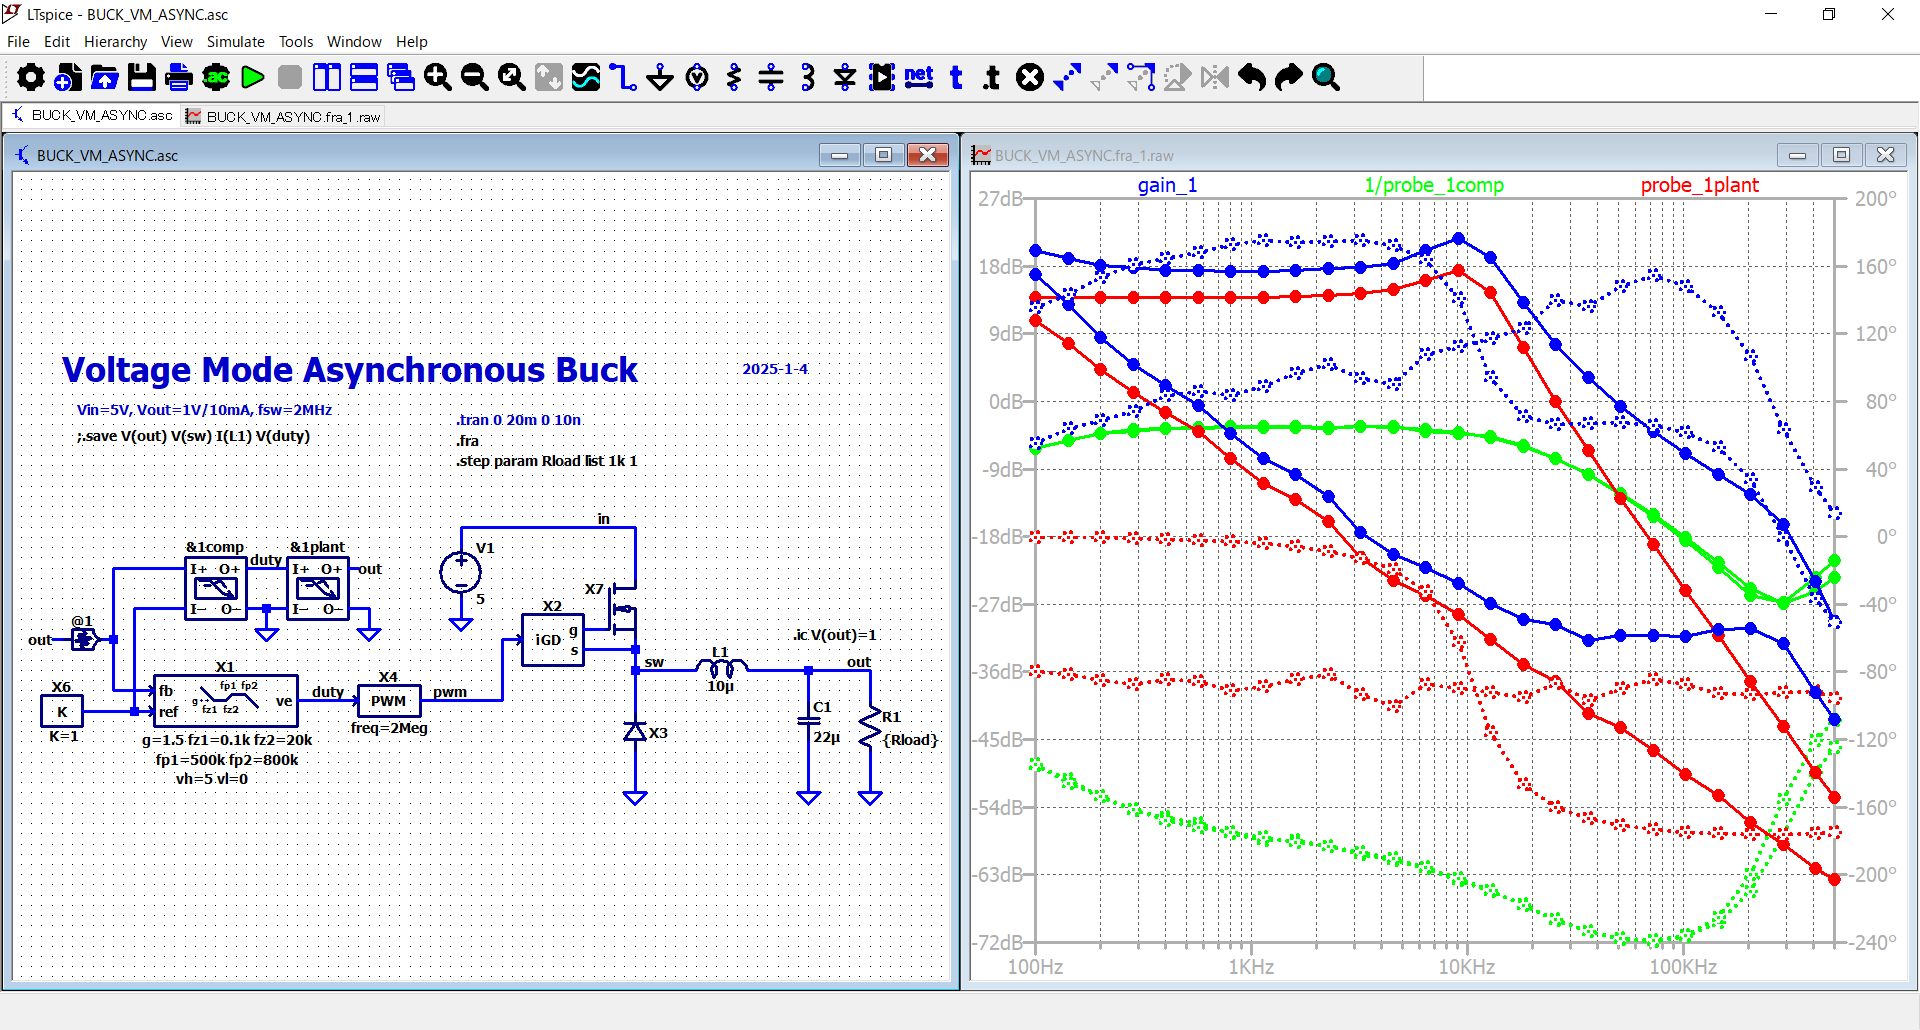 LTspice - BUCK_VM_ASYNC.asc
File Edit Hierarchy View Simulate Tools Window Help
.ac net t .t
BUCK_VM_ASYNC.asc BUCK_VM_ASYNC.fra_1.raw
BUCK_VM_ASYNC.asc
Voltage Mode Asynchronous Buck
2025-1-4
Vin=5V, Vout=1V/10mA, fsw=2MHz
;.save V(out) V(sw) I(L1) V(duty)
.tran 0 20m 0 10n
.fra
.step param Rload list 1k 1
in
&1comp
&1plant
I+ O+
duty
I+ O+
out
I− O−
I− O−
V1
5
X7
X2
iGD
g
s
@1
out
.ic V(out)=1
X1
fp1 fp2
g
fz1 fz2
fb
ref
ve
duty
X4
PWM
freq=2Meg
pwm
X6
K
K=1
g=1.5 fz1=0.1k fz2=20k
fp1=500k fp2=800k
vh=5 vl=0
sw
L1
10µ
out
C1
22µ
R1
{Rload}
X3
BUCK_VM_ASYNC.fra_1.raw
gain_1
1/probe_1comp
probe_1plant
27dB 200°
18dB 160°
9dB 120°
0dB 80°
-9dB 40°
-18dB 0°
-27dB -40°
-36dB -80°
-45dB -120°
-54dB -160°
-63dB -200°
-72dB -240°
100Hz 1KHz 10KHz 100KHz